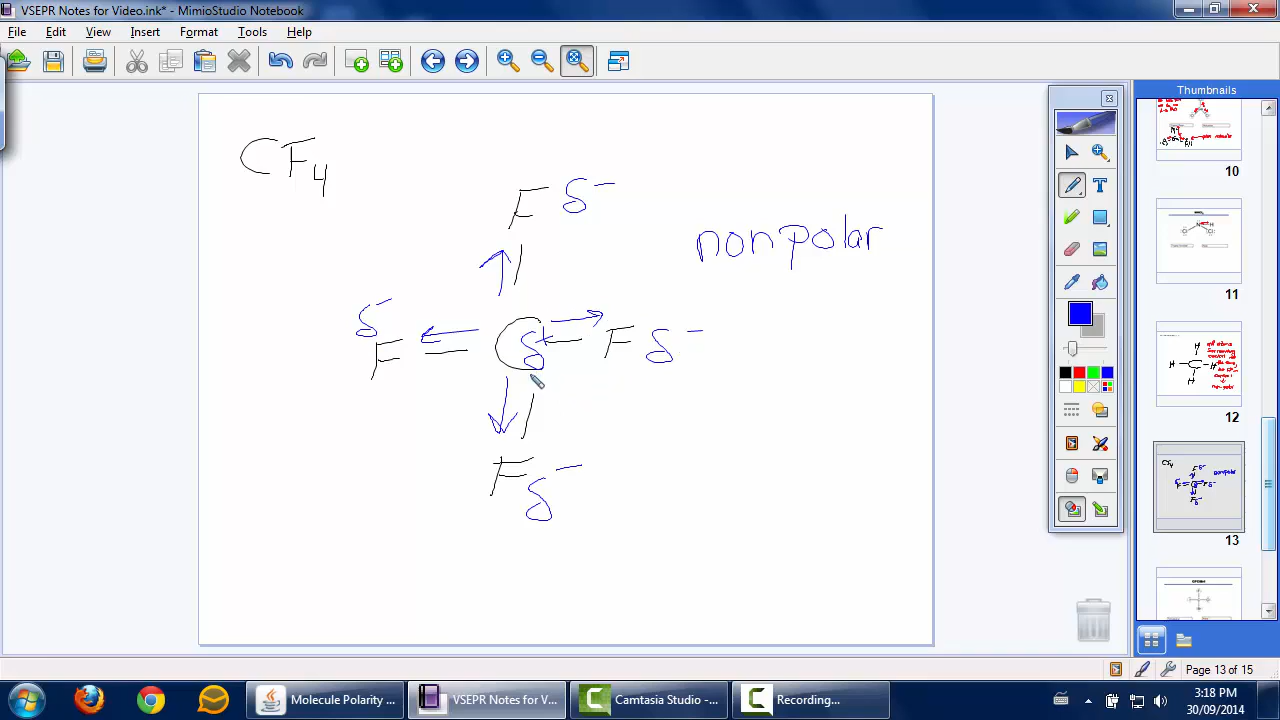 VSEPR Notes for Video.ink* - MimioStudio Notebook
File Edit View Insert Format Tools Help
CF4
F δ-
nonpolar
δ-
F C δ+ F δ-
F δ-
Thumbnails
10
11
12
13
Page 13 of 15
Molecule Polarity ...
VSEPR Notes for V...
Camtasia Studio -...
Recording...
3:18 PM
30/09/2014